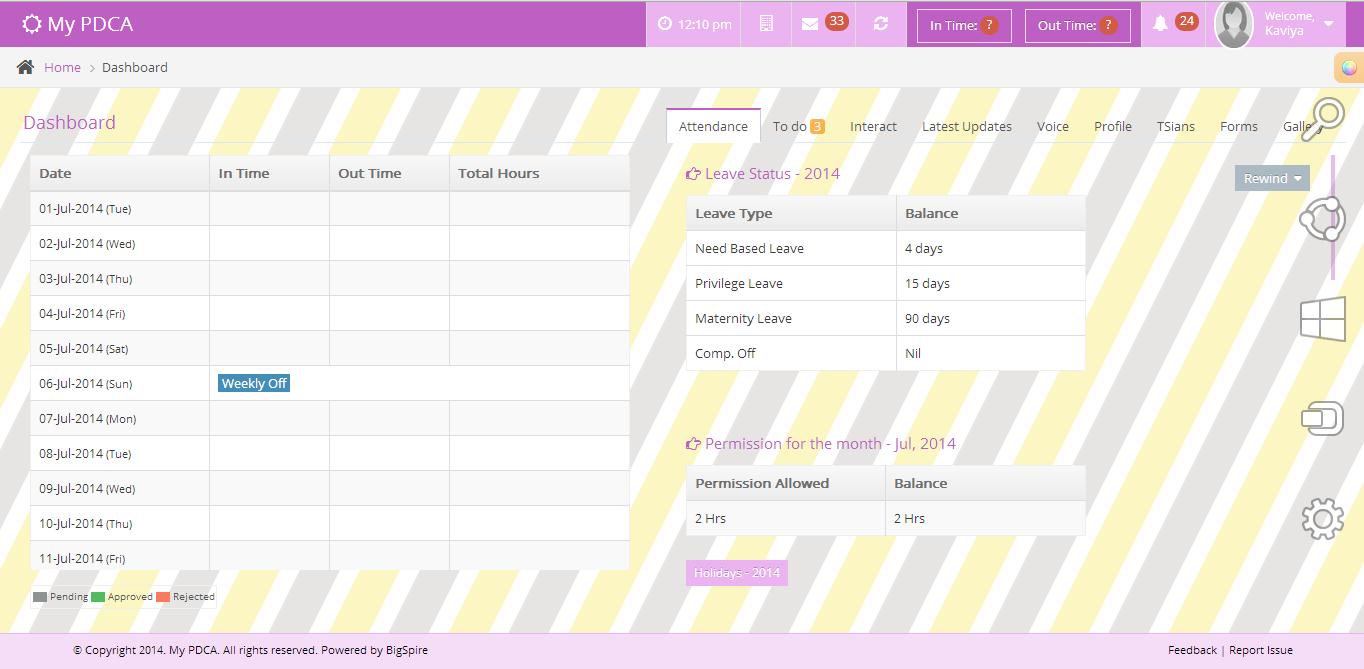 My PDCA
12:10 pm
33
In Time: ?
Out Time: ?
24
Welcome,
Kaviya
Home > Dashboard
Dashboard
Attendance To do 3 Interact Latest Updates Voice Profile TSians Forms Gallery
Date In Time Out Time Total Hours
01-Jul-2014 (Tue)
02-Jul-2014 (Wed)
03-Jul-2014 (Thu)
04-Jul-2014 (Fri)
05-Jul-2014 (Sat)
06-Jul-2014 (Sun) Weekly Off
07-Jul-2014 (Mon)
08-Jul-2014 (Tue)
09-Jul-2014 (Wed)
10-Jul-2014 (Thu)
11-Jul-2014 (Fri)
Pending Approved Rejected
Leave Status - 2014
Rewind
Leave Type Balance
Need Based Leave 4 days
Privilege Leave 15 days
Maternity Leave 90 days
Comp. Off Nil
Permission for the month - Jul, 2014
Permission Allowed Balance
2 Hrs 2 Hrs
Holidays - 2014
© Copyright 2014. My PDCA. All rights reserved. Powered by BigSpire
Feedback | Report Issue